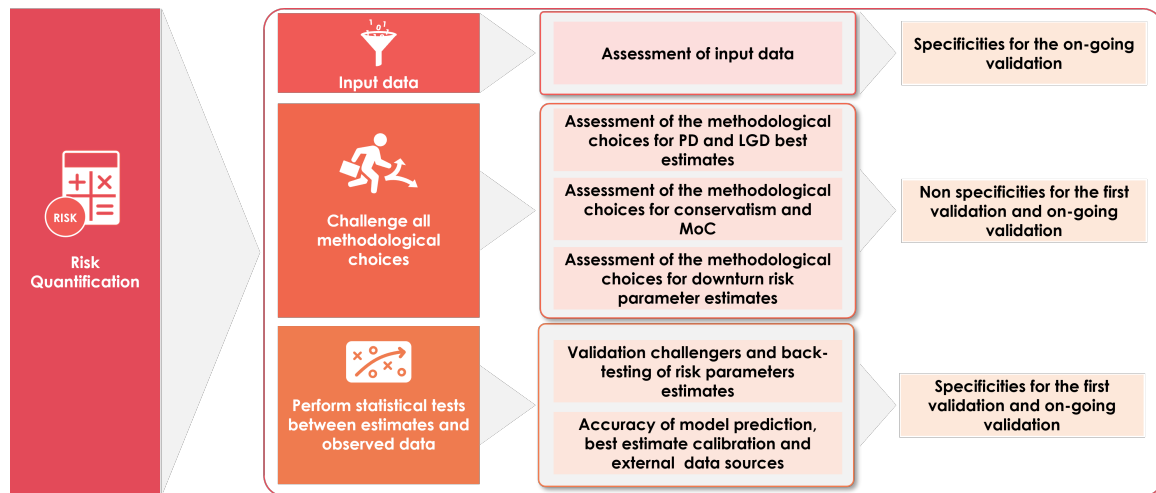 RISK
Risk
Quantification
1 0 1
Input data
Assessment of input data
Specificities for the on-going
validation
Challenge all
methodological
choices
Assessment of the methodological
choices for PD and LGD best
estimates
Assessment of the methodological
choices for conservatism and
MoC
Assessment of the methodological
choices for downturn risk
parameter estimates
Non specificities for the first
validation and on-going
validation
Perform statistical tests
between estimates and
observed data
Validation challengers and back-
testing of risk parameters
estimates
Accuracy of model prediction,
best estimate calibration and
external data sources
Specificities for the first
validation and on-going
validation